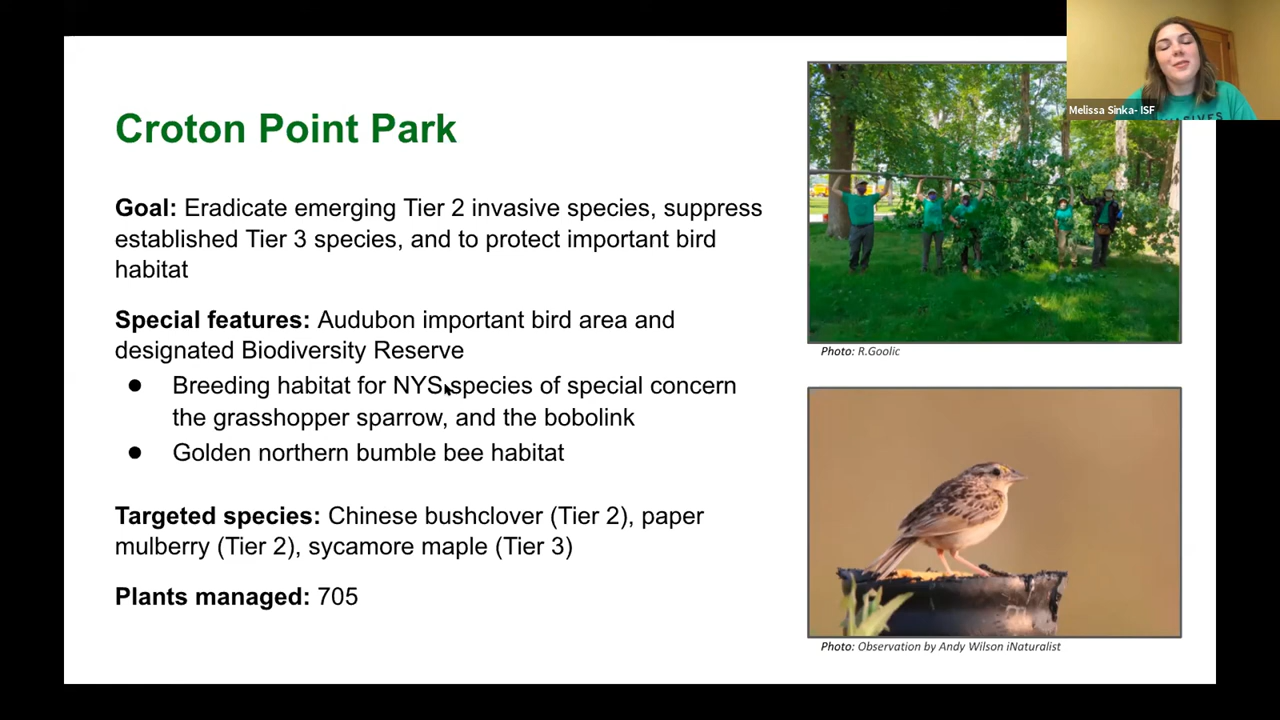 Croton Point Park
Goal: Eradicate emerging Tier 2 invasive species, suppress
established Tier 3 species, and to protect important bird
habitat
Special features: Audubon important bird area and
designated Biodiversity Reserve
● Breeding habitat for NYS species of special concern
the grasshopper sparrow, and the bobolink
● Golden northern bumble bee habitat
Targeted species: Chinese bushclover (Tier 2), paper
mulberry (Tier 2), sycamore maple (Tier 3)
Plants managed: 705
Melissa Sinka- ISF
Photo: R.Goolic
Photo: Observation by Andy Wilson iNaturalist